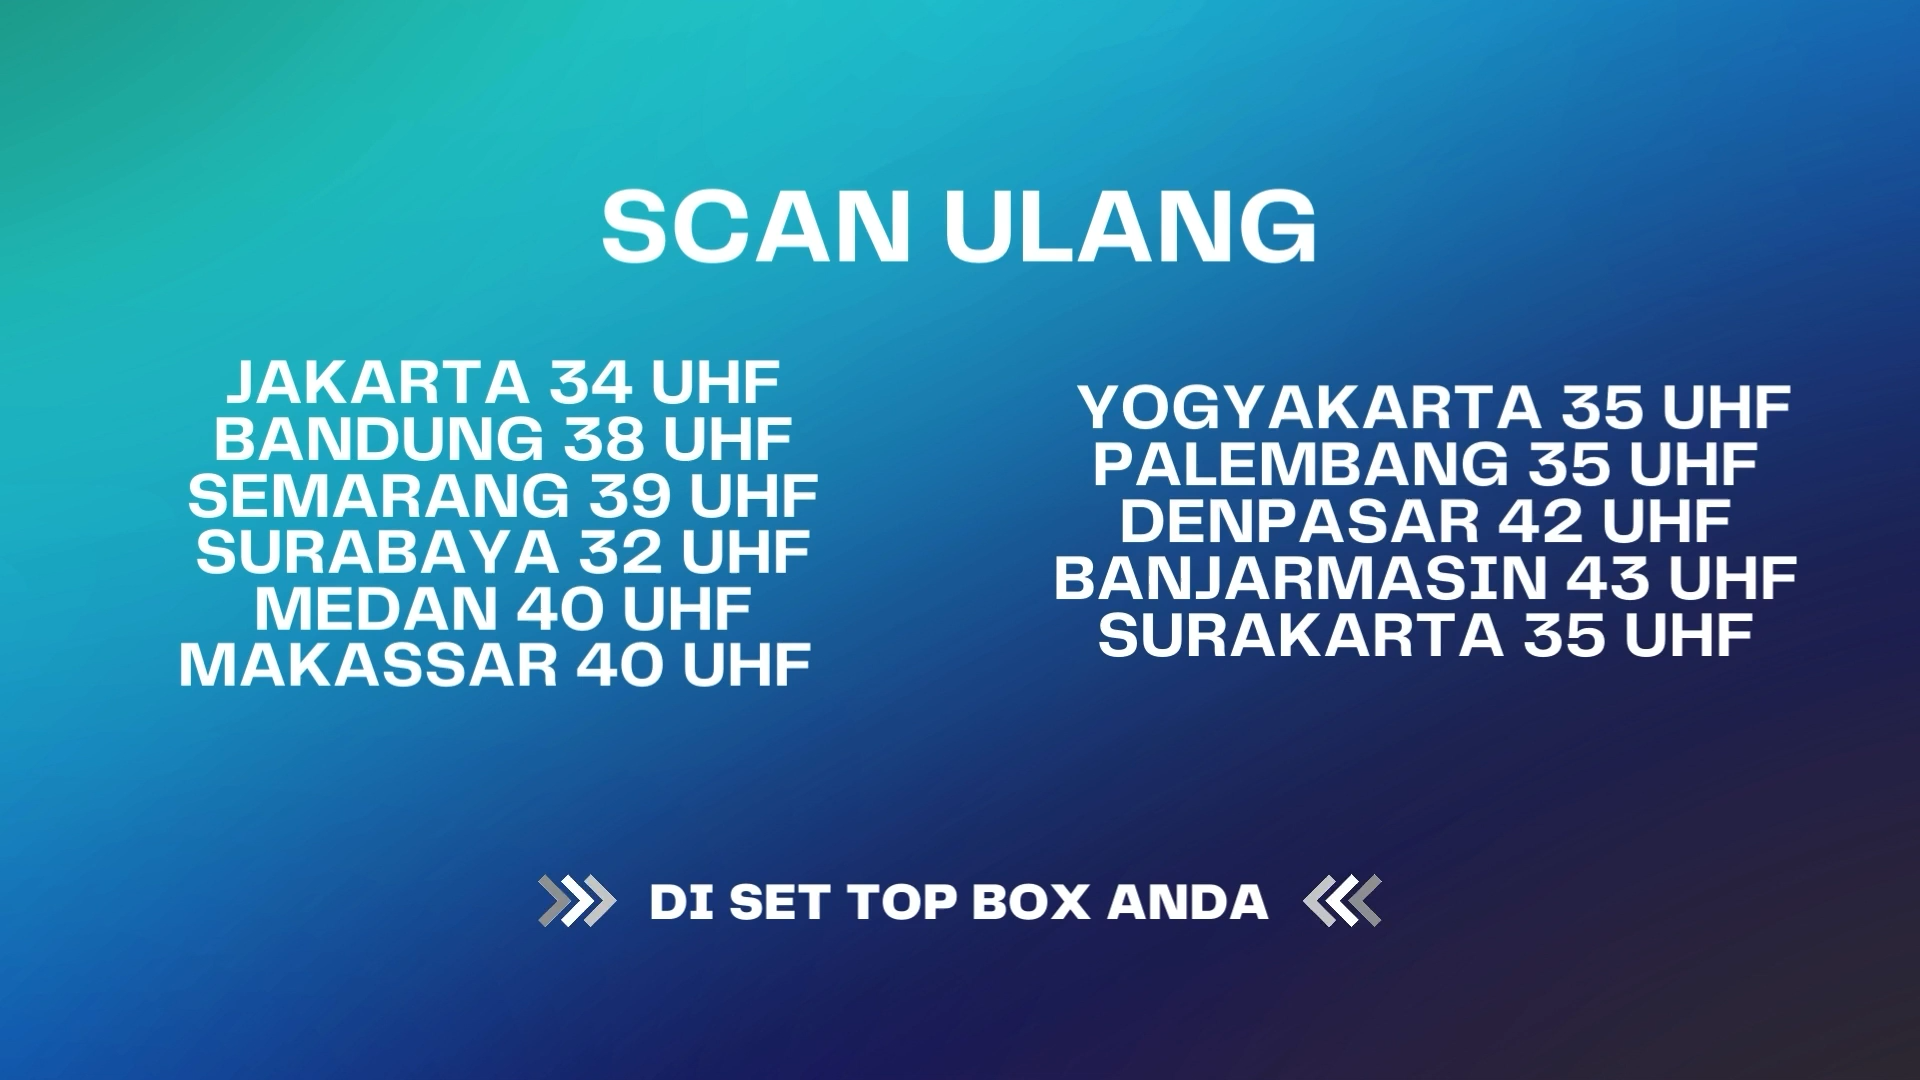 SCAN ULANG
JAKARTA 34 UHF
BANDUNG 38 UHF
SEMARANG 39 UHF
SURABAYA 32 UHF
MEDAN 40 UHF
MAKASSAR 40 UHF
YOGYAKARTA 35 UHF
PALEMBANG 35 UHF
DENPASAR 42 UHF
BANJARMASIN 43 UHF
SURAKARTA 35 UHF
DI SET TOP BOX ANDA